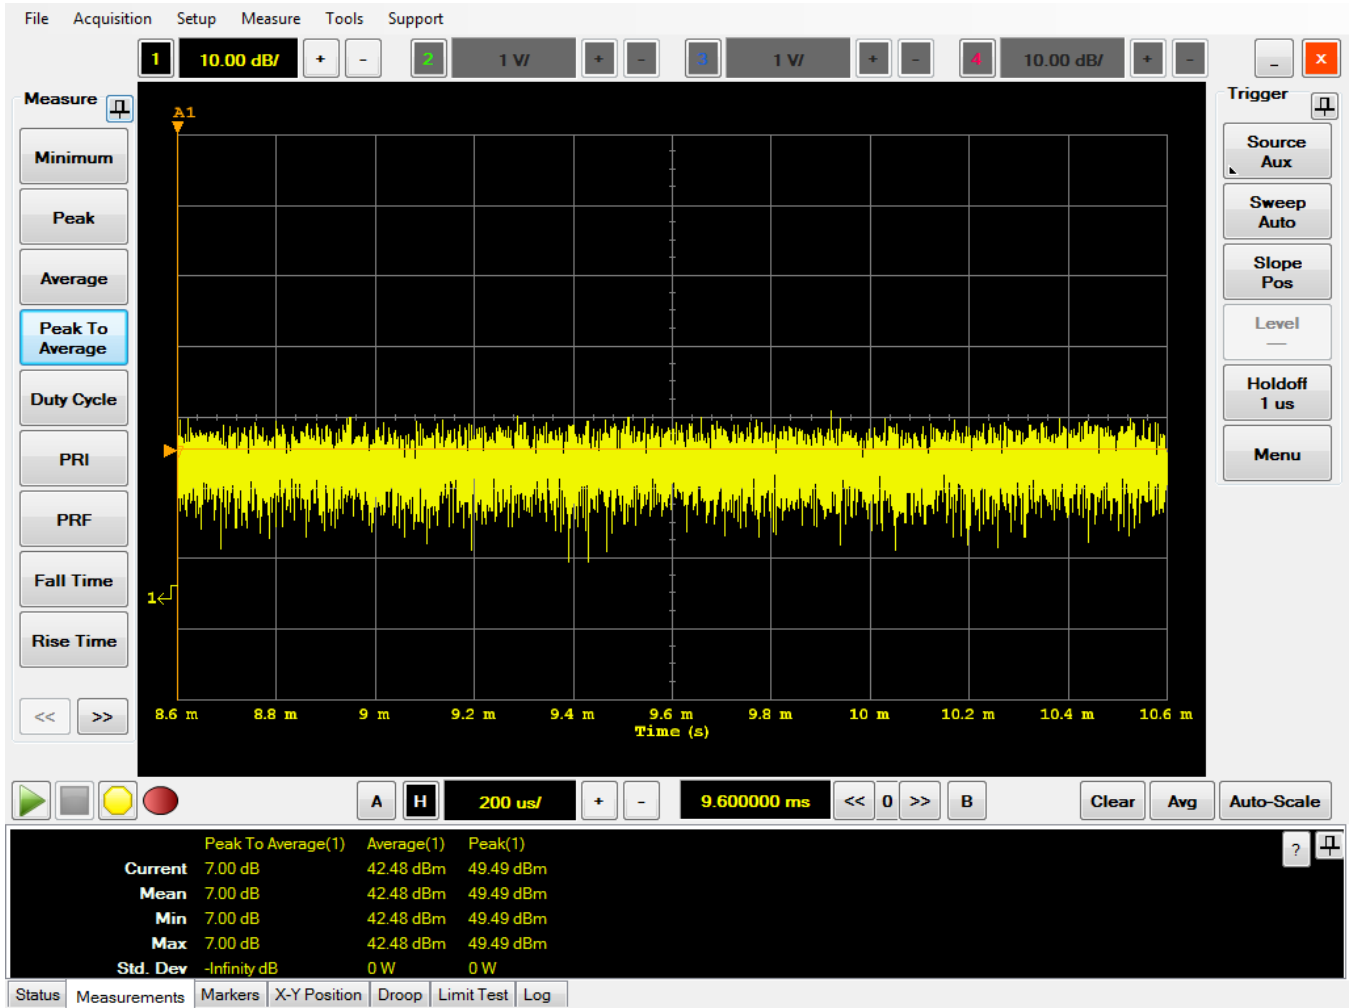 File Acquisition Setup Measure Tools Support
1 10.00 dB/ + - 2 1 V/ + - 3 1 V/ + - 4 10.00 dB/ + - _ X
Measure
Minimum
Peak
Average
Peak To
Average
Duty Cycle
PRI
PRF
Fall Time
Rise Time
<< >>
A1
1
8.6 m 8.8 m 9 m 9.2 m 9.4 m 9.6 m 9.8 m 10 m 10.2 m 10.4 m 10.6 m
Time (s)
Trigger
Source
Aux
Sweep
Auto
Slope
Pos
Level
Holdoff
1 us
Menu
A H 200 us/ + - 9.600000 ms << 0 >> B Clear Avg Auto-Scale
Peak To Average(1) Average(1) Peak(1) ?
Current 7.00 dB 42.48 dBm 49.49 dBm
Mean 7.00 dB 42.48 dBm 49.49 dBm
Min 7.00 dB 42.48 dBm 49.49 dBm
Max 7.00 dB 42.48 dBm 49.49 dBm
Std. Dev -Infinity dB 0 W 0 W
Status Measurements Markers X-Y Position Droop Limit Test Log